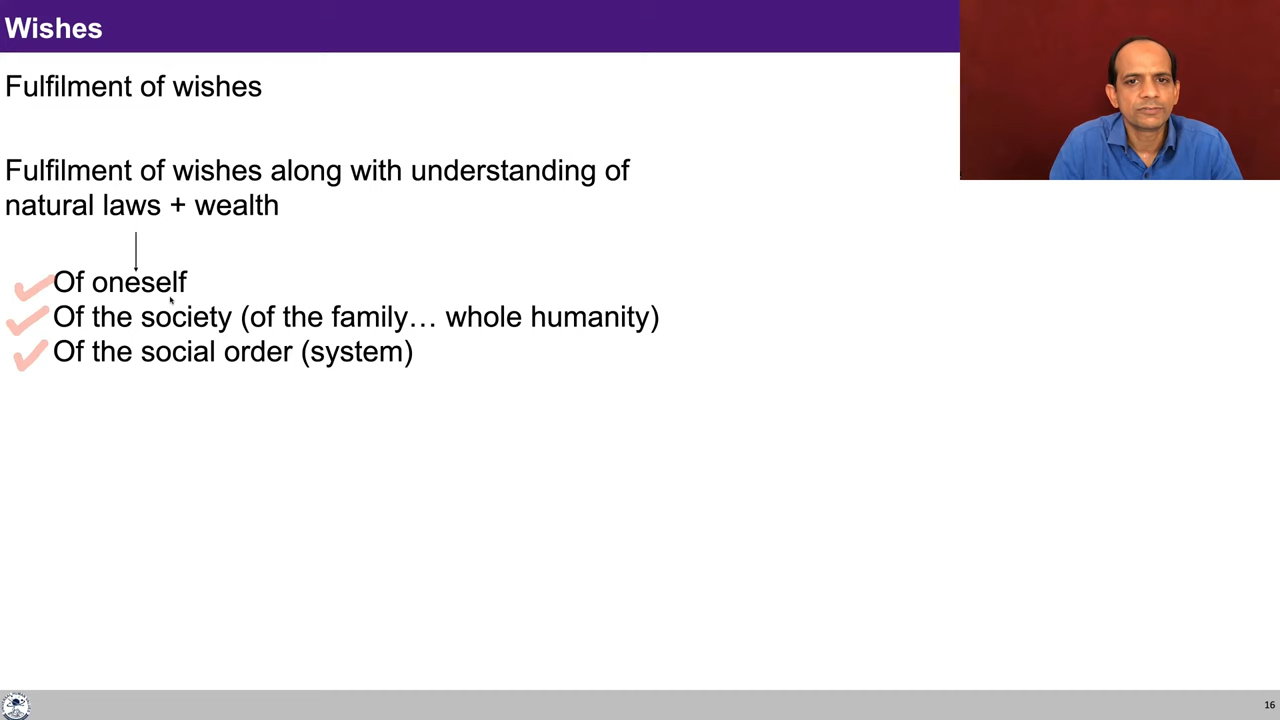 Wishes
Fulfilment of wishes
Fulfilment of wishes along with understanding of
natural laws + wealth
Of oneself
Of the society (of the family… whole humanity)
Of the social order (system)
16